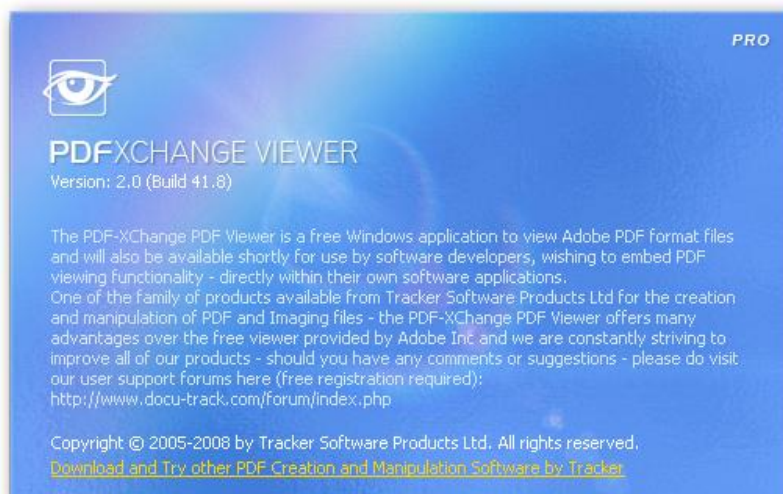 PRO
PDFXCHANGE VIEWER
Version: 2.0 (Build 41.8)
The PDF-XChange PDF Viewer is a free Windows application to view Adobe PDF format files
and will also be available shortly for use by software developers, wishing to embed PDF
viewing functionality - directly within their own software applications.
One of the family of products available from Tracker Software Products Ltd for the creation
and manipulation of PDF and Imaging files - the PDF-XChange PDF Viewer offers many
advantages over the free viewer provided by Adobe Inc and we are constantly striving to
improve all of our products - should you have any comments or suggestions - please do visit
our user support forums here (free registration required):
http://www.docu-track.com/forum/index.php
Copyright © 2005-2008 by Tracker Software Products Ltd. All rights reserved.
Download and Try other PDF Creation and Manipulation Software by Tracker